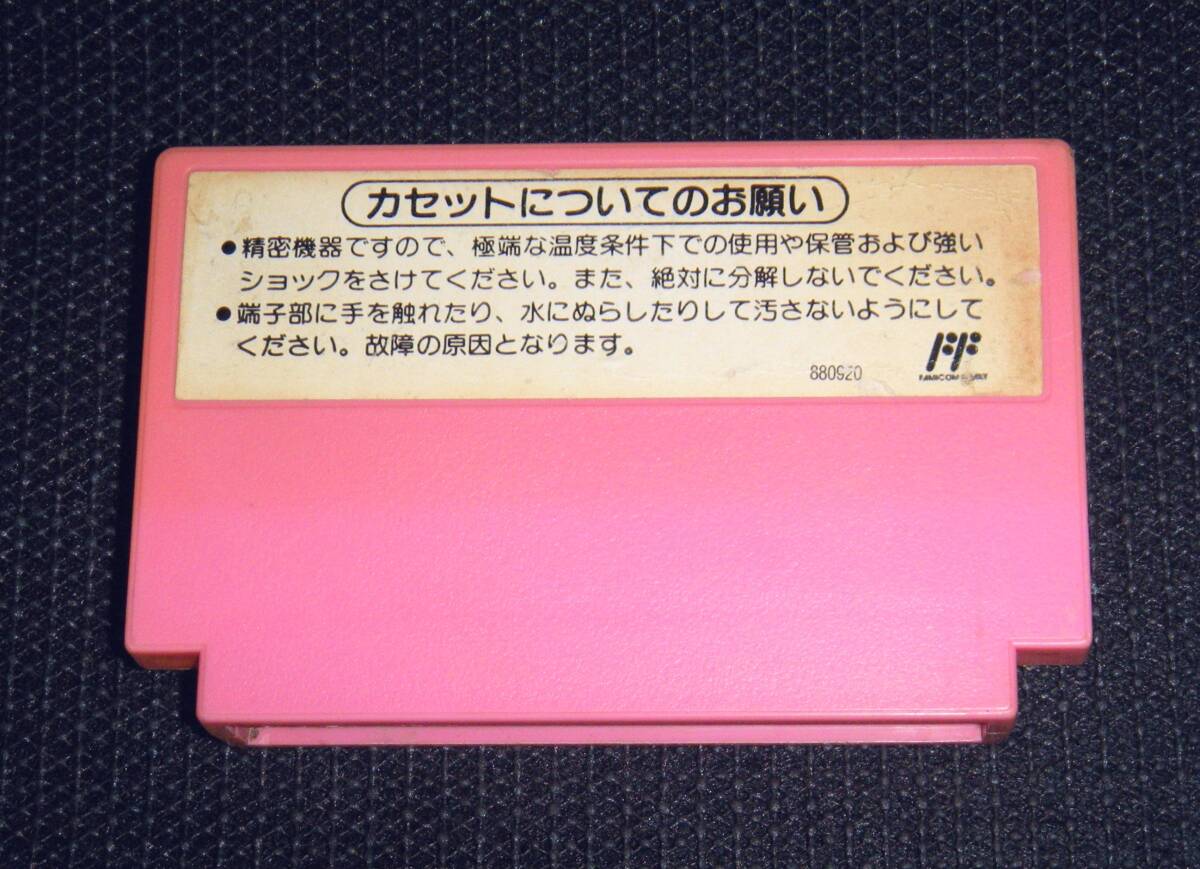 カセットについてのお願い
●精密機器ですので、極端な温度条件下での使用や保管および強い
ショックをさけてください。また、絶対に分解しないでください。
●端子部に手を触れたり、水にぬらしたりして汚さないようにして
ください。故障の原因となります。
880920
FF
FAMICOM FAMILY